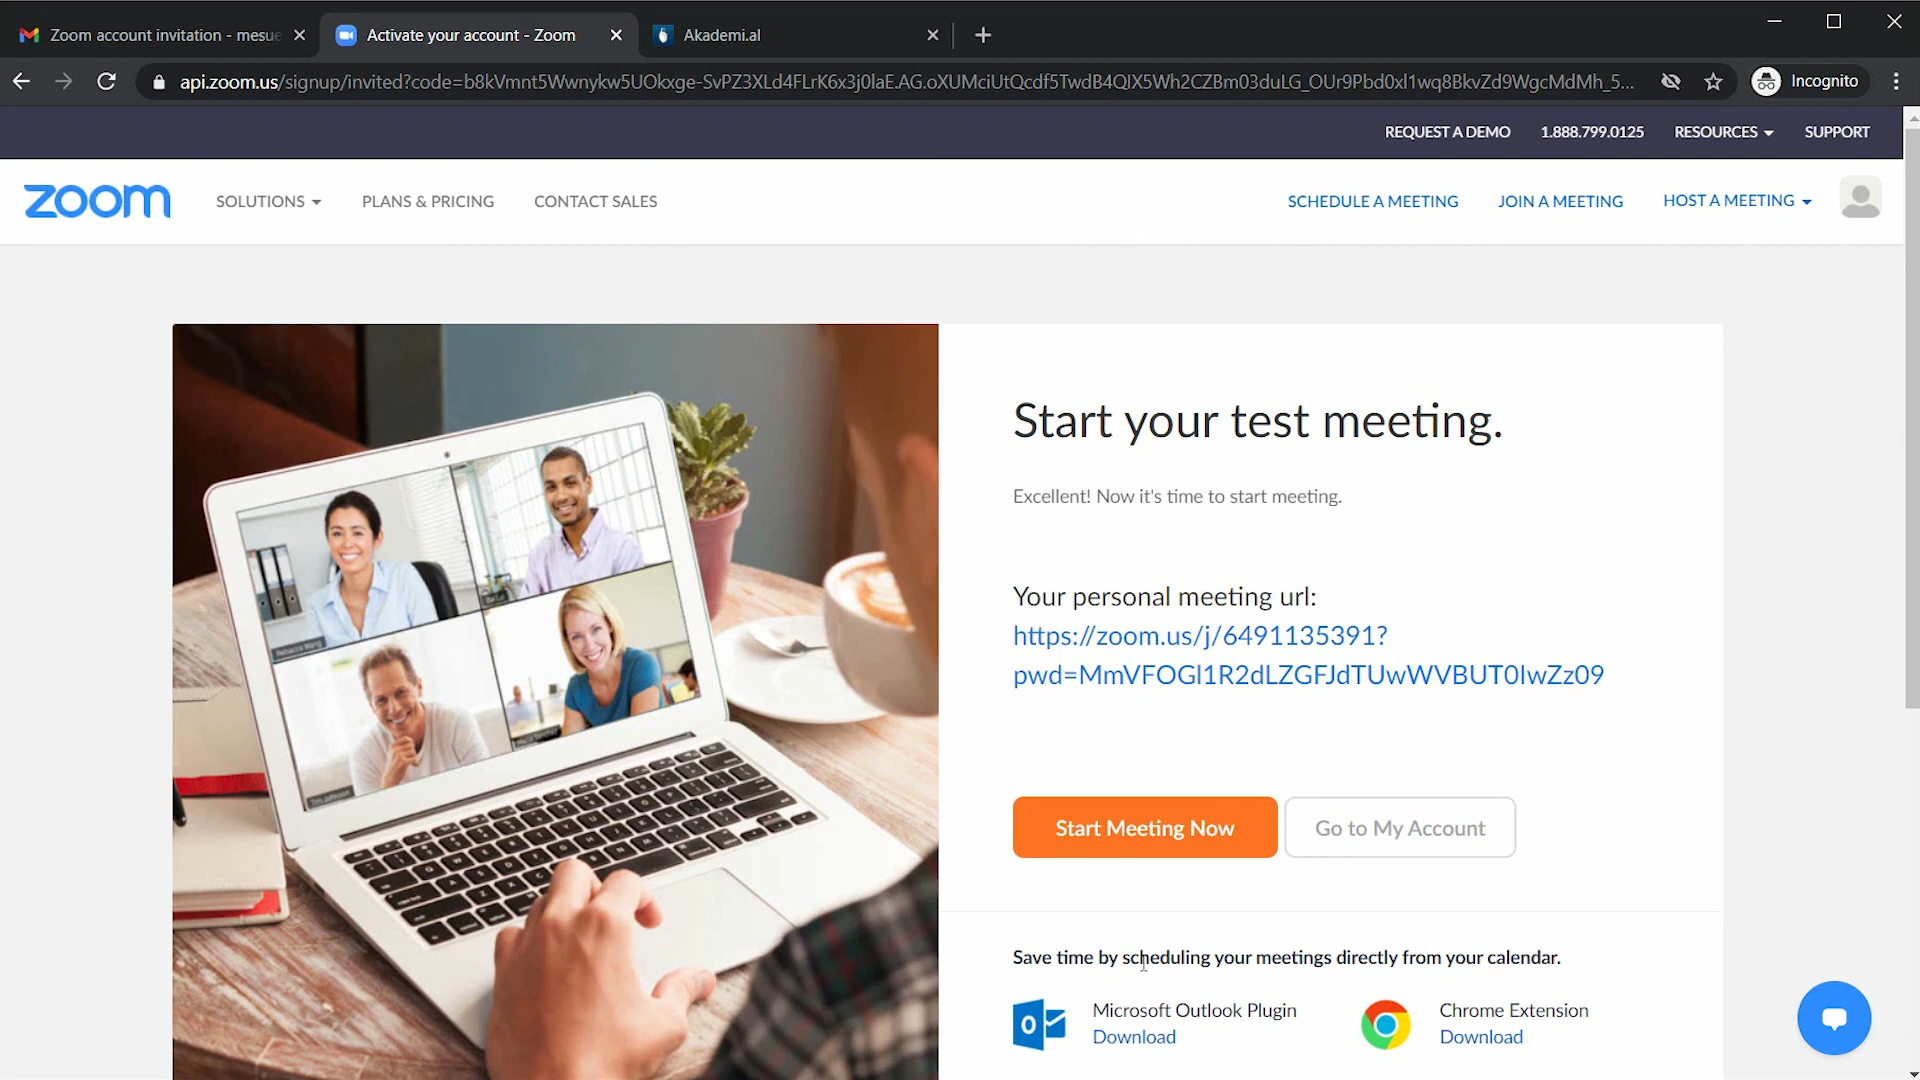 Zoom account invitation - mesue
Activate your account - Zoom
Akademi.al
api.zoom.us/signup/invited?code=b8kVmnt5Wwnykw5UOkxge-SvPZ3XLd4FLrK6x3j0laE.AG.oXUMciUtQcdf5TwdB4QJX5Wh2CZBm03duLG_OUr9Pbd0xl1wq8BkvZd9WgcMdMh_5...
Incognito
REQUEST A DEMO 1.888.799.0125 RESOURCES SUPPORT
zoom SOLUTIONS PLANS & PRICING CONTACT SALES SCHEDULE A MEETING JOIN A MEETING HOST A MEETING
Start your test meeting.
Excellent! Now it's time to start meeting.
Your personal meeting url:
https://zoom.us/j/6491135391?
pwd=MmVFOGl1R2dLZGFJdTUwWVBUT0lwZz09
Start Meeting Now Go to My Account
Save time by scheduling your meetings directly from your calendar.
Microsoft Outlook Plugin
Download
Chrome Extension
Download